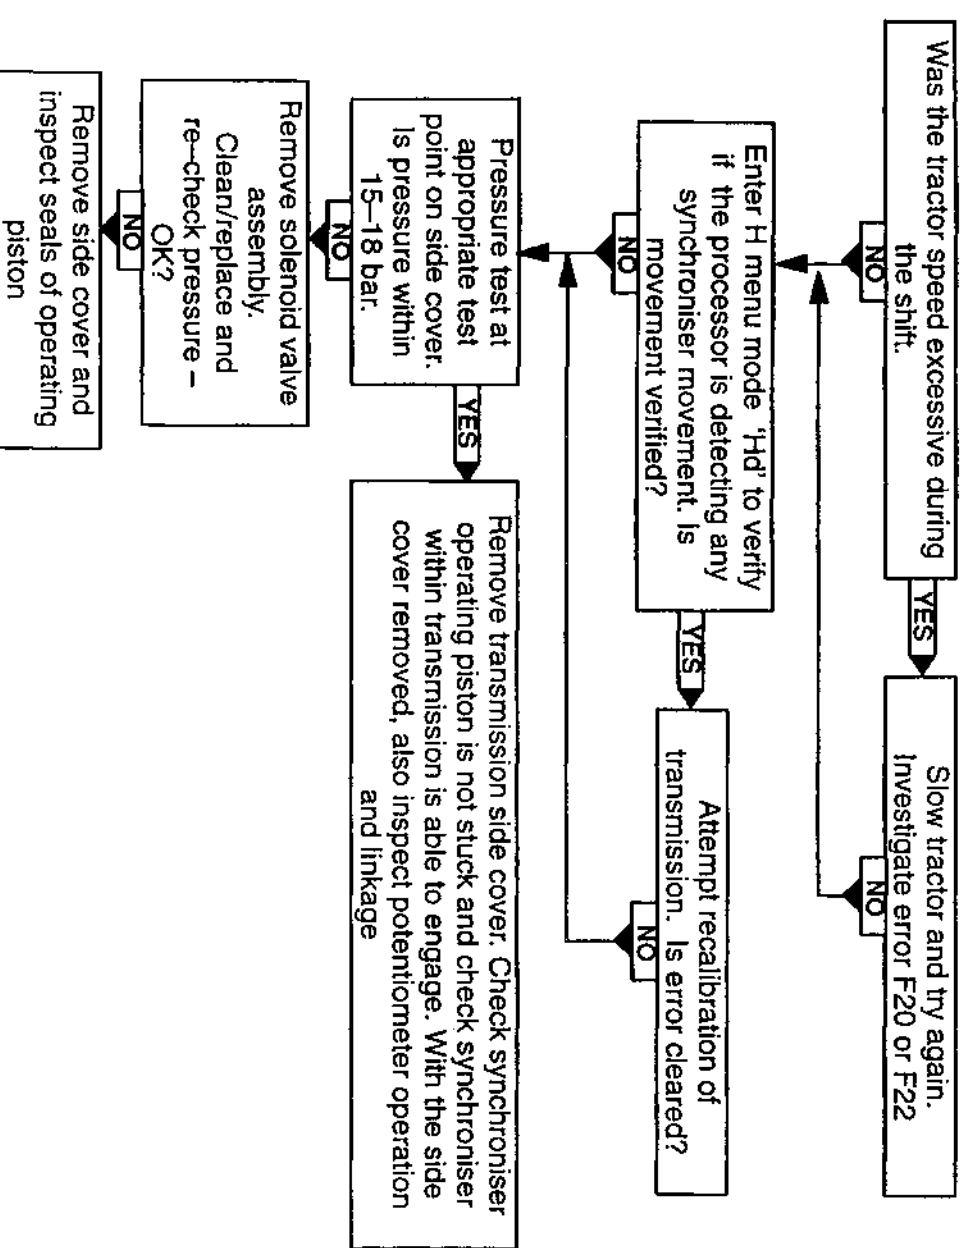 Was the tractor speed excessive during
the shift.
YES
Slow tractor and try again.
Investigate error F20 or F22
NO
NO
Enter H menu mode 'Hd' to verify
if the processor is detecting any
synchroniser movement. Is
movement verified?
YES
Attempt recalibration of
transmission. Is error cleared?
NO
NO
Pressure test at
appropriate test
point on side cover.
Is pressure within
15–18 bar.
YES
Remove transmission side cover. Check synchroniser
operating piston is not stuck and check synchroniser
within transmission is able to engage. With the side
cover removed, also inspect potentiometer operation
and linkage
NO
Remove solenoid valve
assembly.
Clean/replace and
re–check pressure –
OK?
NO
Remove side cover and
inspect seals of operating
piston